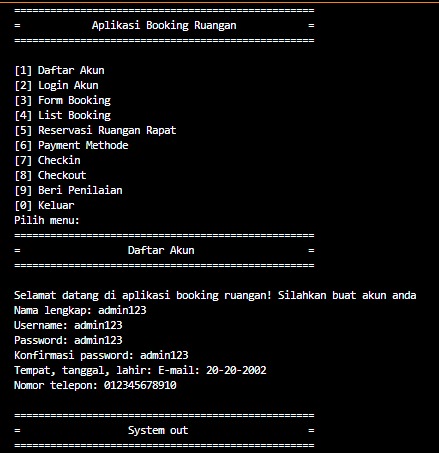 ==================================================
=            Aplikasi Booking Ruangan            =
==================================================
[1] Daftar Akun
[2] Login Akun
[3] Form Booking
[4] List Booking
[5] Reservasi Ruangan Rapat
[6] Payment Methode
[7] Checkin
[8] Checkout
[9] Beri Penilaian
[0] Keluar
Pilih menu:
==================================================
=                  Daftar Akun                   =
==================================================
Selamat datang di aplikasi booking ruangan! Silahkan buat akun anda
Nama lengkap: admin123
Username: admin123
Password: admin123
Konfirmasi password: admin123
Tempat, tanggal, lahir: E-mail: 20-20-2002
Nomor telepon: 012345678910
==================================================
=                  System out                    =
==================================================